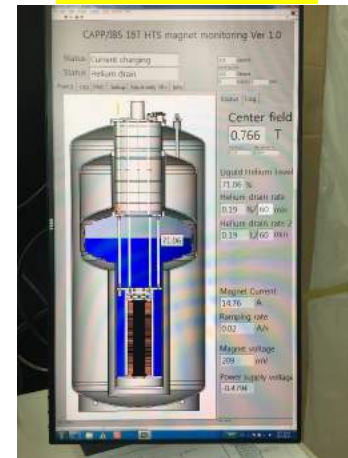 CAPP/IBS 18T HTS magnet monitoring Ver 1.0
Status Current charging
Status Helium drain
Center field
0.766 T
Liquid Helium Level
71.06 %
Helium drain rate
0.19 %/ 60 min
Helium drain rate 2
0.19 L/ 60 min
71.06
Magnet Current
14.76 A
Ramping rate
0.02 A/s
Magnet voltage
209 mV
Power supply voltage
-0.4794